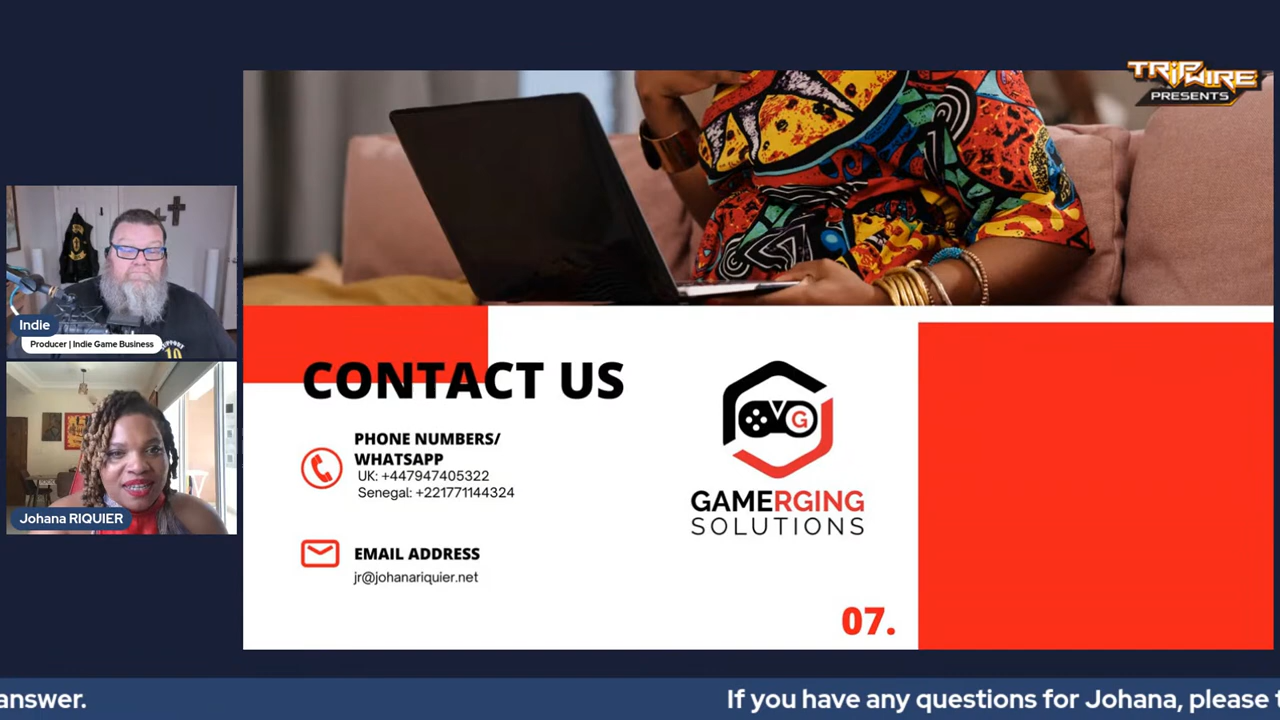 TRIPWIRE
PRESENTS
Indie
Producer | Indie Game Business
Johana RIQUIER
CONTACT US
PHONE NUMBERS/
WHATSAPP
UK: +447947405322
Senegal: +221771144324
EMAIL ADDRESS
jr@johanariquier.net
VG
GAMERGING
SOLUTIONS
07.
answer.
If you have any questions for Johana, please